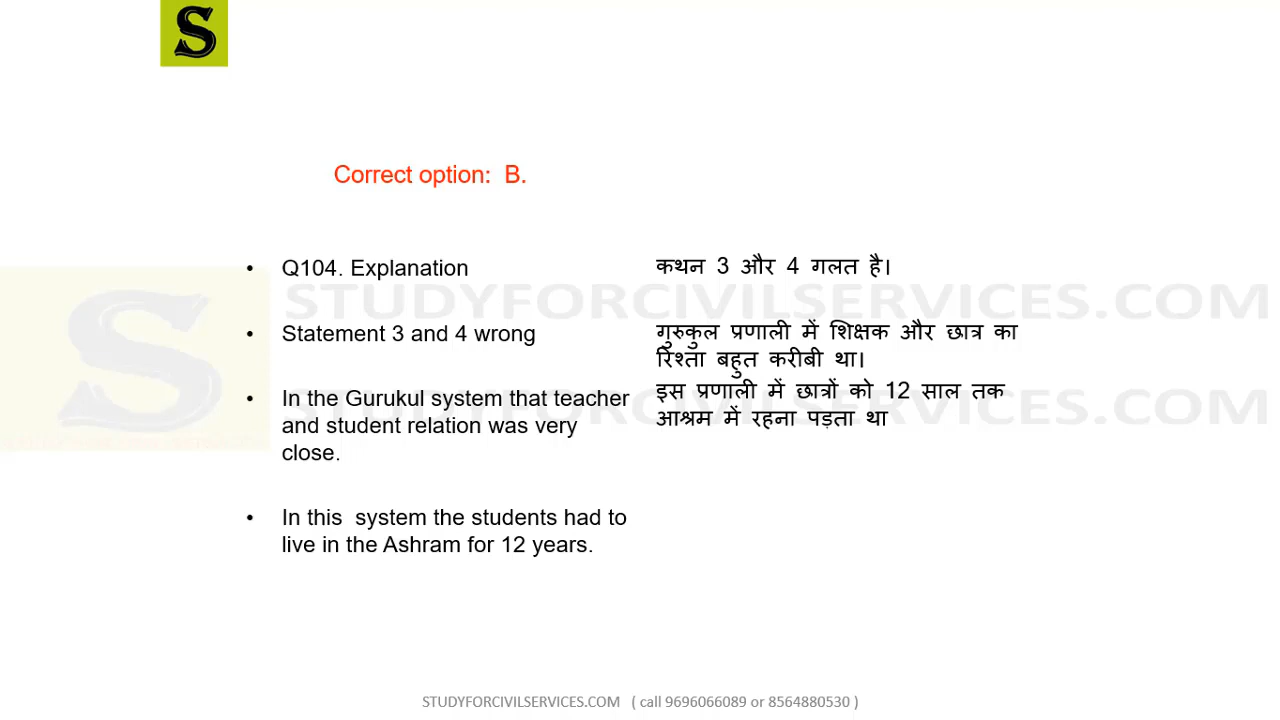 S
Correct option: B.
• Q104. Explanation
• Statement 3 and 4 wrong
• In the Gurukul system that teacher
and student relation was very
close.
• In this system the students had to
live in the Ashram for 12 years.
कथन 3 और 4 गलत है।
गुरुकुल प्रणाली में शिक्षक और छात्र का
रिश्ता बहुत करीबी था।
इस प्रणाली में छात्रों को 12 साल तक
आश्रम में रहना पड़ता था
S
STUDYFORCIVILSERVICES.COM
STUDYFORCIVILSERVICES.COM
STUDYFORCIVILSERVICES.COM ( call 9696066089 or 8564880530 )